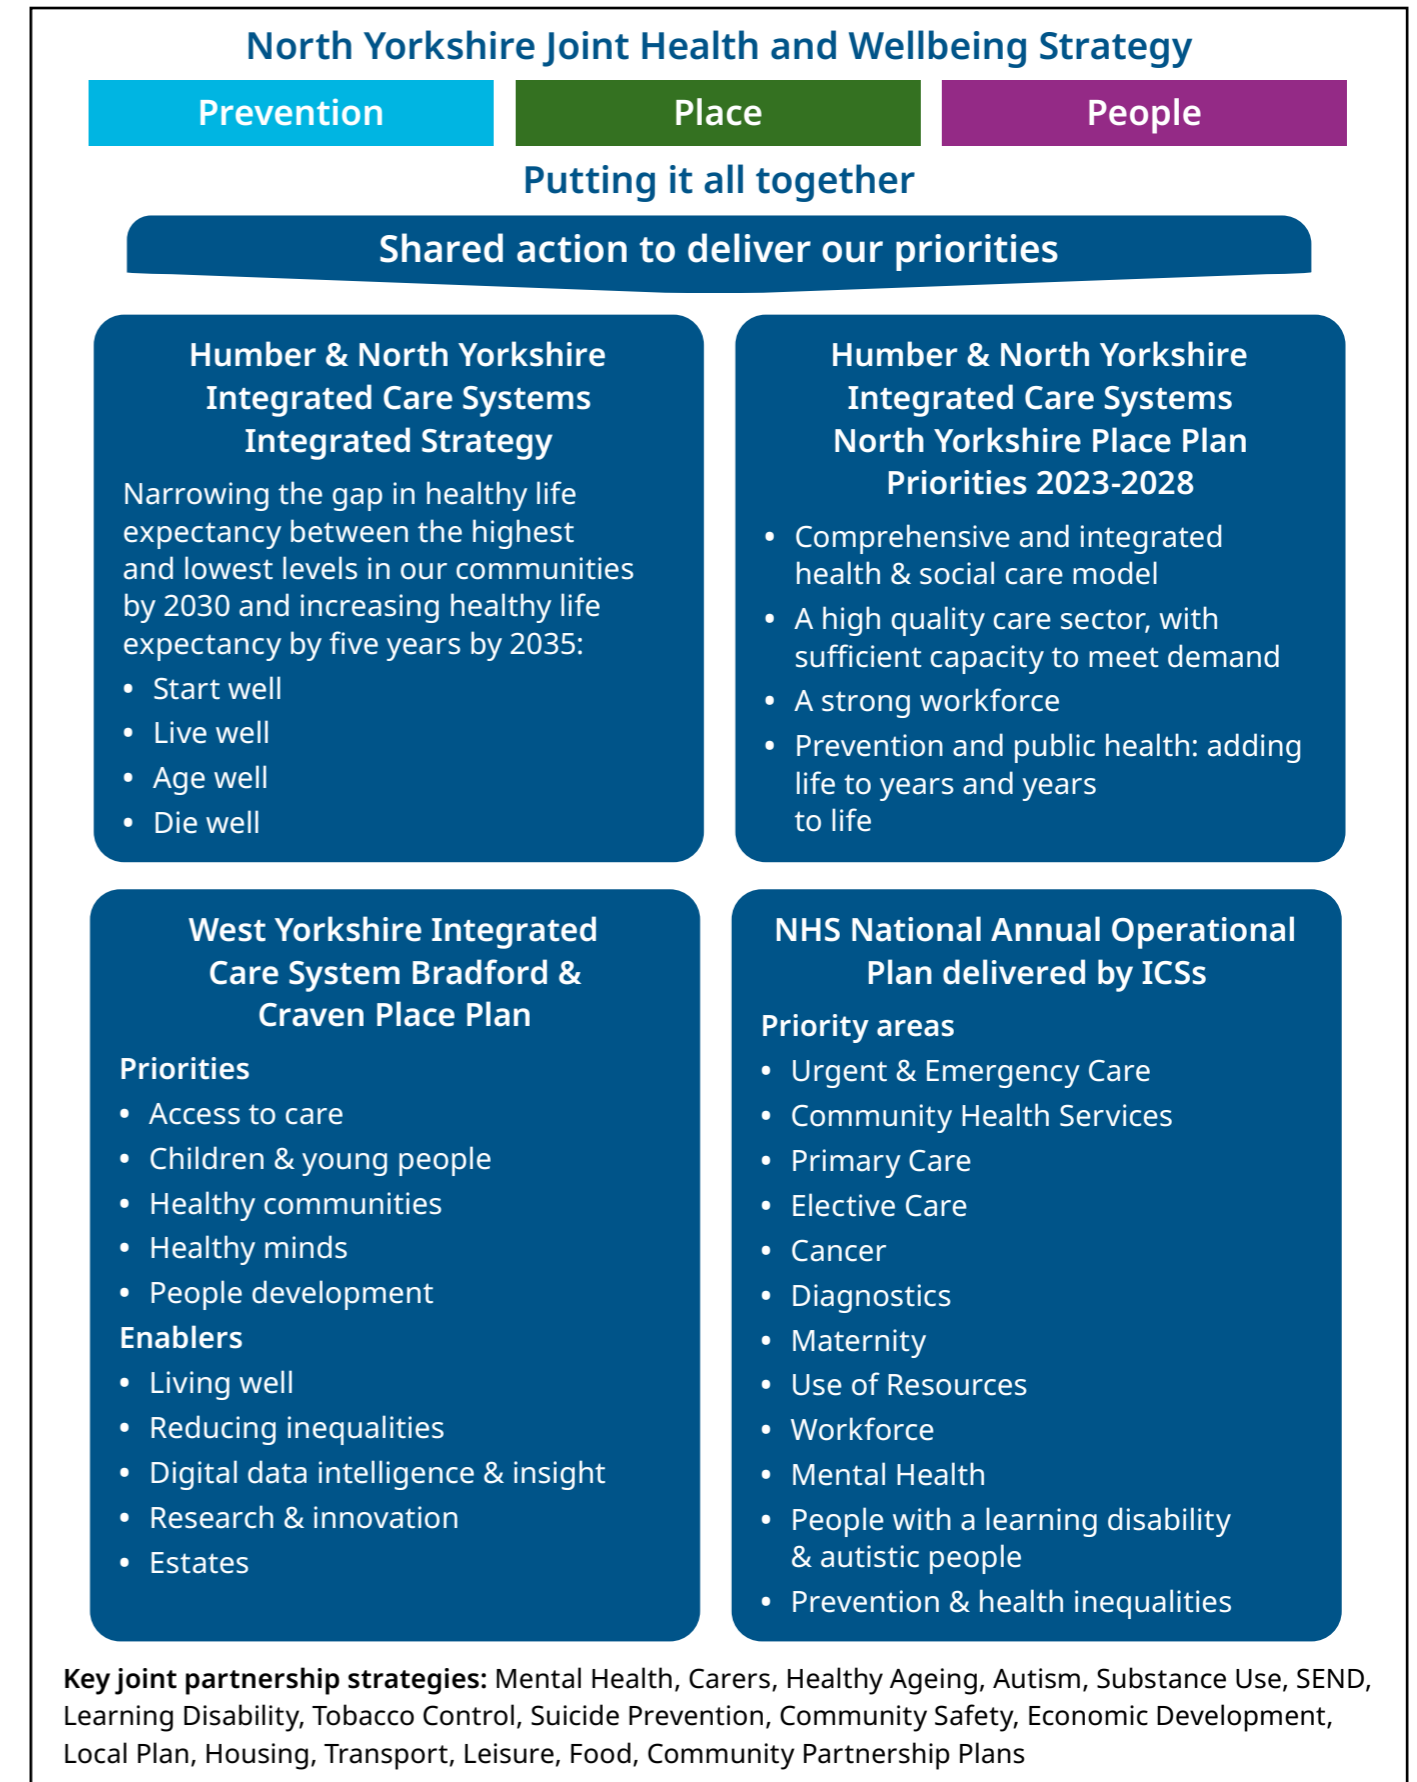 North Yorkshire Joint Health and Wellbeing Strategy
Prevention
Place
People
Putting it all together
Shared action to deliver our priorities
Humber & North Yorkshire
Integrated Care Systems
Integrated Strategy
Narrowing the gap in healthy life
expectancy between the highest
and lowest levels in our communities
by 2030 and increasing healthy life
expectancy by five years by 2035:
• Start well
• Live well
• Age well
• Die well
Humber & North Yorkshire
Integrated Care Systems
North Yorkshire Place Plan
Priorities 2023-2028
• Comprehensive and integrated
health & social care model
• A high quality care sector, with
sufficient capacity to meet demand
• A strong workforce
• Prevention and public health: adding
life to years and years
to life
West Yorkshire Integrated
Care System Bradford &
Craven Place Plan
Priorities
• Access to care
• Children & young people
• Healthy communities
• Healthy minds
• People development
Enablers
• Living well
• Reducing inequalities
• Digital data intelligence & insight
• Research & innovation
• Estates
NHS National Annual Operational
Plan delivered by ICSs
Priority areas
• Urgent & Emergency Care
• Community Health Services
• Primary Care
• Elective Care
• Cancer
• Diagnostics
• Maternity
• Use of Resources
• Workforce
• Mental Health
• People with a learning disability
& autistic people
• Prevention & health inequalities
Key joint partnership strategies: Mental Health, Carers, Healthy Ageing, Autism, Substance Use, SEND,
Learning Disability, Tobacco Control, Suicide Prevention, Community Safety, Economic Development,
Local Plan, Housing, Transport, Leisure, Food, Community Partnership Plans